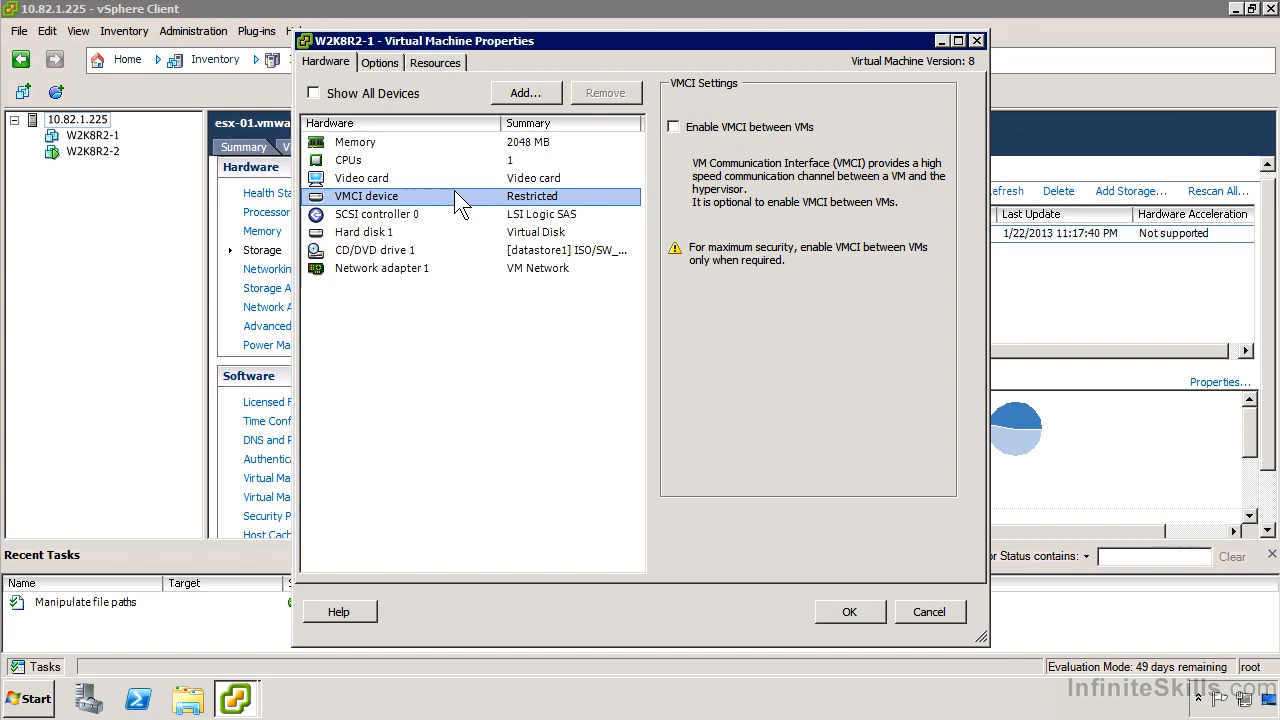 10.82.1.225 - vSphere Client
File Edit View Inventory Administration Plug-ins
Home Inventory
10.82.1.225
W2K8R2-1
W2K8R2-2
esx-01.vmwa
Summary V
Hardware
Health Sta
Processor
Memory
Storage
Networkin
Storage A
Network A
Advanced
Power Ma
Software
Licensed F
Time Conf
DNS and R
Authentica
Virtual Ma
Virtual Ma
Security P
Host Cach
W2K8R2-1 - Virtual Machine Properties
Hardware Options Resources
Virtual Machine Version: 8
Show All Devices Add... Remove
Hardware Summary
Memory 2048 MB
CPUs 1
Video card Video card
VMCI device Restricted
SCSI controller 0 LSI Logic SAS
Hard disk 1 Virtual Disk
CD/DVD drive 1 [datastore1] ISO/SW_...
Network adapter 1 VM Network
VMCI Settings
Enable VMCI between VMs
VM Communication Interface (VMCI) provides a high
speed communication channel between a VM and the
hypervisor.
It is optional to enable VMCI between VMs.
For maximum security, enable VMCI between VMs
only when required.
Help OK Cancel
efresh Delete Add Storage... Rescan All...
Last Update Hardware Acceleration
1/22/2013 11:17:40 PM Not supported
Properties...
Recent Tasks
or Status contains: Clear
Name Target S
Manipulate file paths
Tasks
Evaluation Mode: 49 days remaining root
Start
InfiniteSkills.com